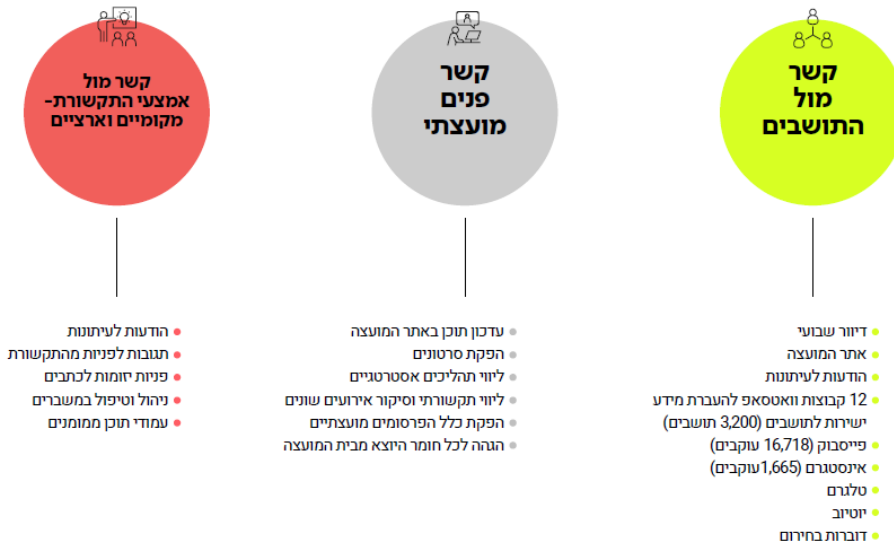 קשר
מול
התושבים
דיוור שבועי
אתר המועצה
הודעות לעיתונות
12 קבוצות וואטסאפ להעברת מידע
ישירות לתושבים (3,200 תושבים)
פייסבוק (16,718 עוקבים)
אינסטגרם (1,665עוקבים)
טלגרם
יוטיוב
דוברות בחירום
קשר
פנים
מועצתי
עדכון תוכן באתר המועצה
הפקת סרטונים
ליווי תהליכים אסטרטגיים
ליווי תקשורתי וסיקור אירועים שונים
הפקת כלל הפרסומים מועצתיים
הגהה לכל חומר היוצא מבית המועצה
קשר מול
אמצעי התקשורת-
מקומיים וארציים
הודעות לעיתונות
תגובות לפניות מהתקשורת
פניות יזומות לכתבים
ניהול וטיפול במשברים
עמודי תוכן ממומנים